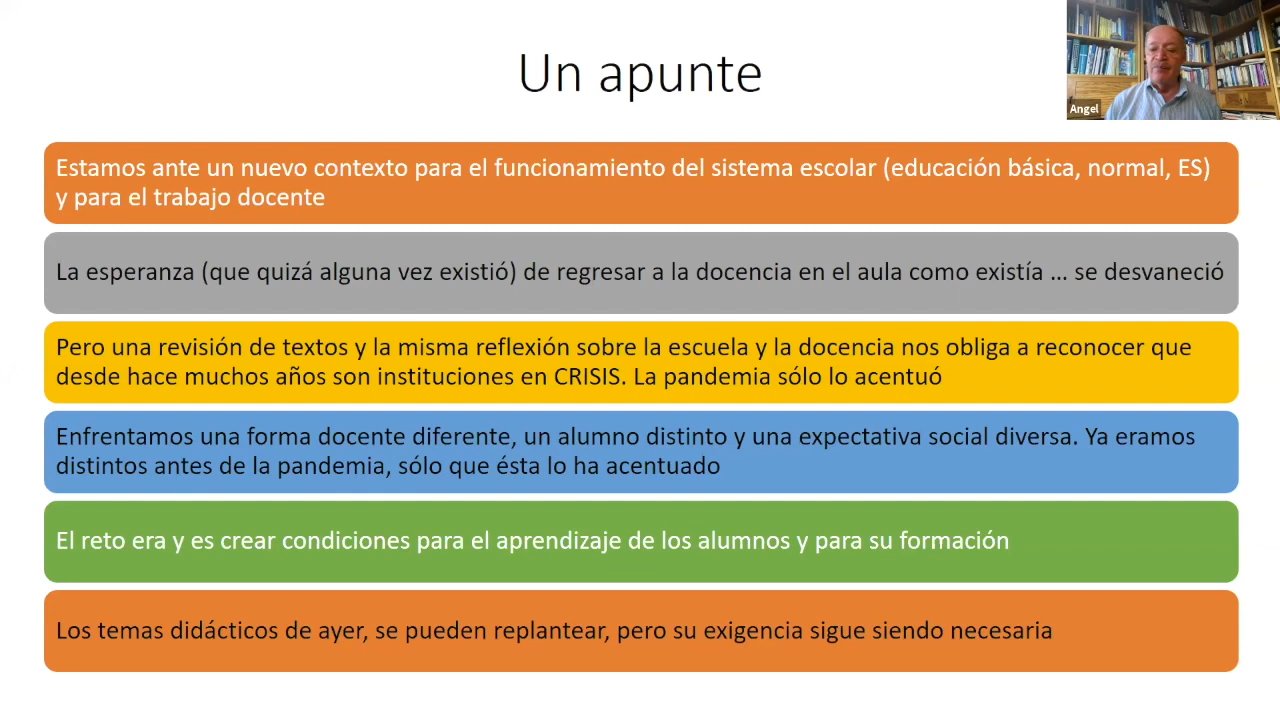 Un apunte
Angel
Estamos ante un nuevo contexto para el funcionamiento del sistema escolar (educación básica, normal, ES)
y para el trabajo docente
La esperanza (que quizá alguna vez existió) de regresar a la docencia en el aula como existía ... se desvaneció
Pero una revisión de textos y la misma reflexión sobre la escuela y la docencia nos obliga a reconocer que
desde hace muchos años son instituciones en CRISIS. La pandemia sólo lo acentuó
Enfrentamos una forma docente diferente, un alumno distinto y una expectativa social diversa. Ya eramos
distintos antes de la pandemia, sólo que ésta lo ha acentuado
El reto era y es crear condiciones para el aprendizaje de los alumnos y para su formación
Los temas didácticos de ayer, se pueden replantear, pero su exigencia sigue siendo necesaria